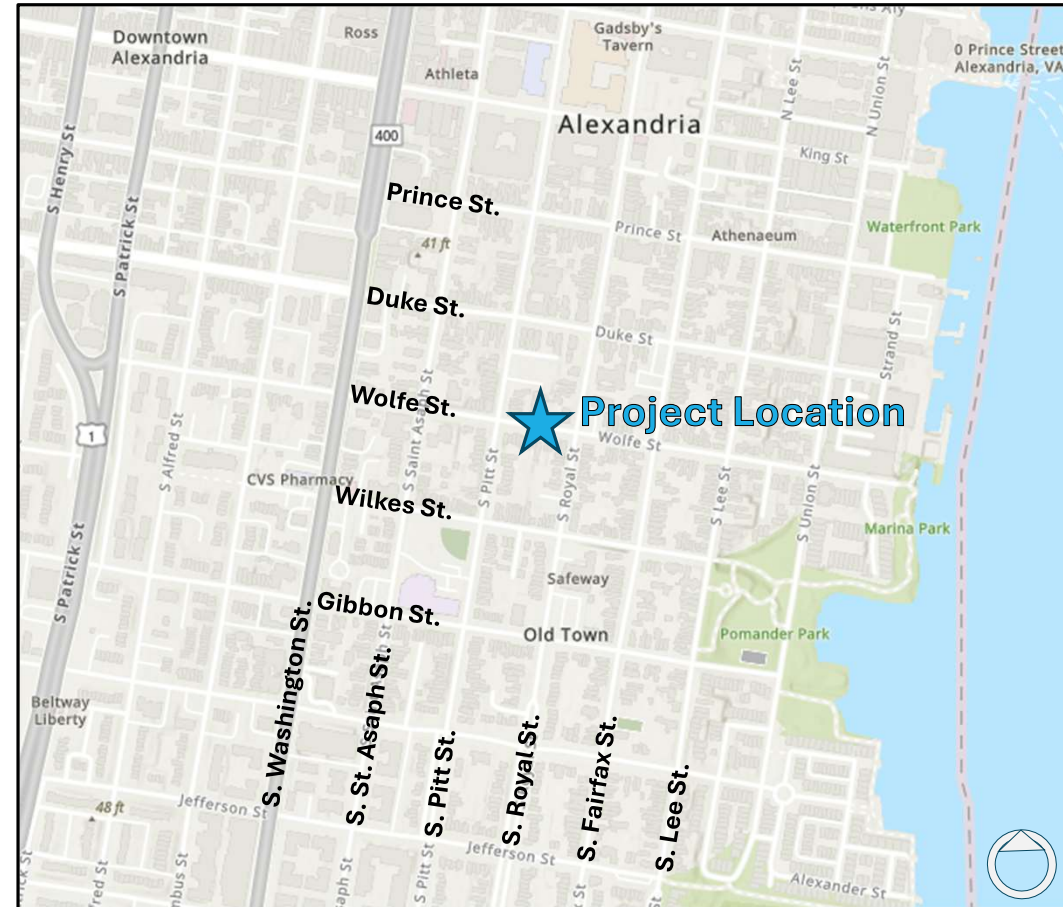 Downtown
Alexandria
Ross
Gadsby's
Tavern
0 Prince Street
Alexandria, VA
Athleta
N Lee St
N Union St
400
Alexandria
King St
S Henry St
S Patrick St
Prince St.
Prince St
Athenaeum
Waterfront Park
41 ft
Duke St.
Duke St
Strand St
Wolfe St.
Project Location
Wolfe St
S Saint Asaph St
1
S Alfred St
CVS Pharmacy
S Pitt St
S Royal St
S Lee St
S Union St
Wilkes St.
Marina Park
S Patrick St
Safeway
Gibbon St.
Old Town
Pomander Park
S. Washington St.
S. St. Asaph St.
S. Pitt St.
S. Royal St.
S. Fairfax St.
S. Lee St.
Beltway
Liberty
48 ft
Jefferson St
Jefferson St
S Pitt St
Alexander St